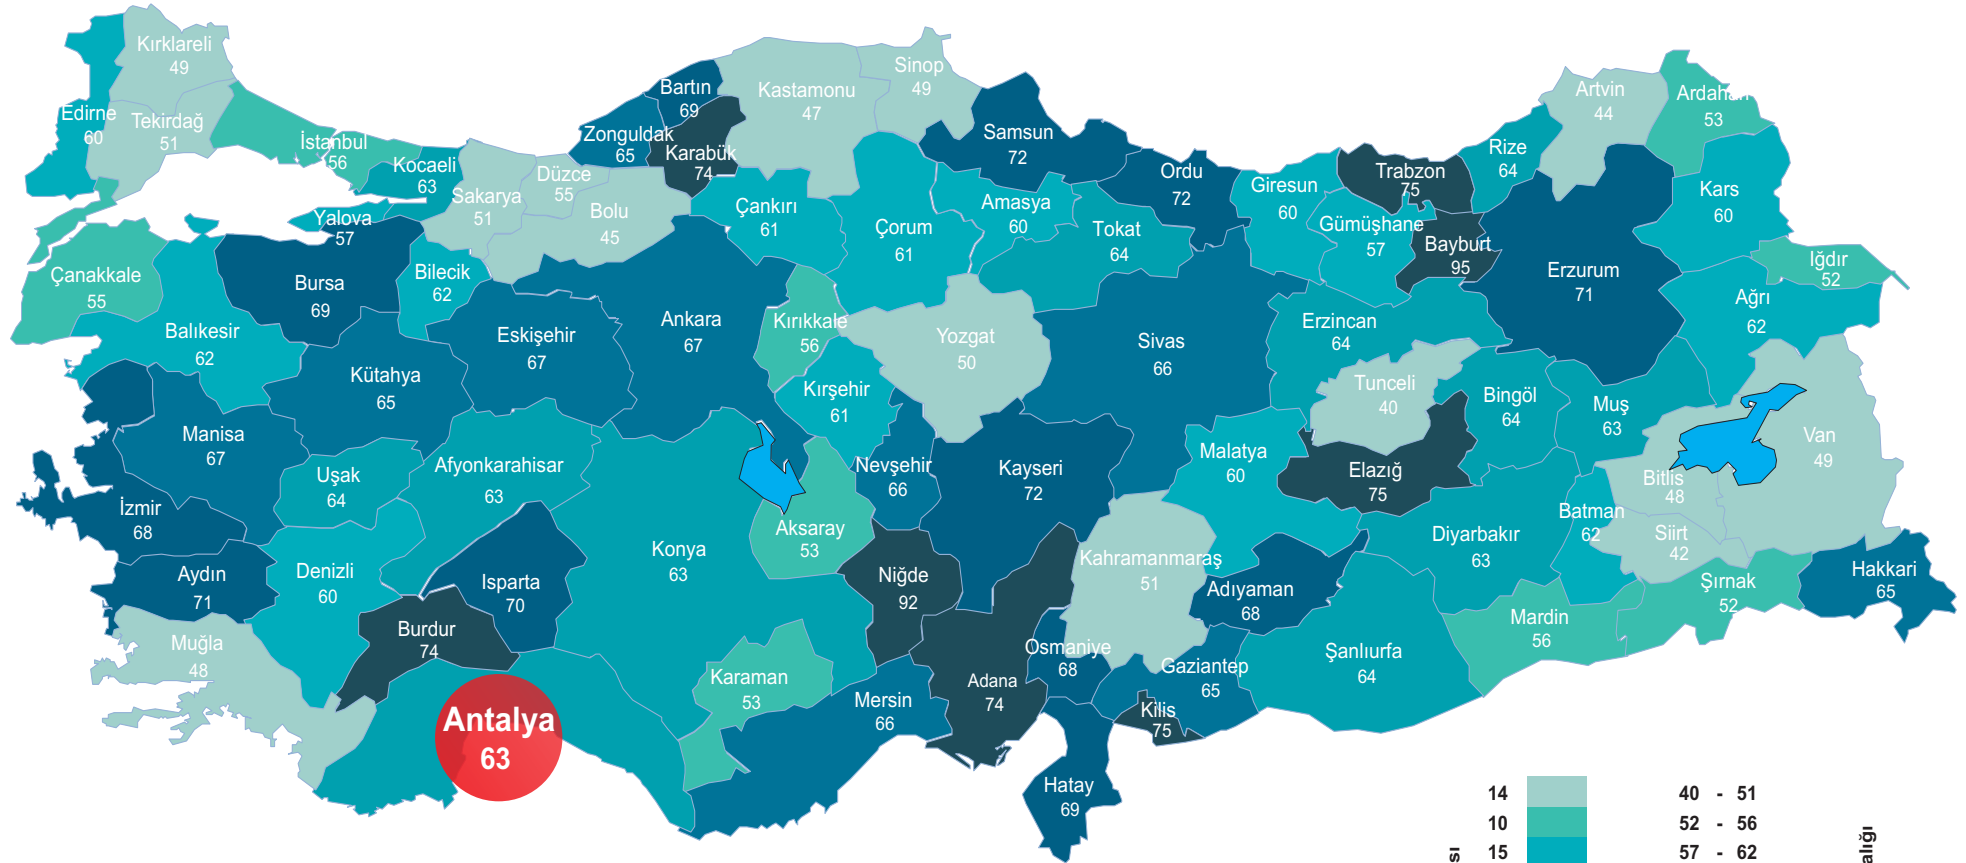 Kırklareli
49
Edirne
60
Tekirdağ
51
İstanbul
56
Kocaeli
63
Yalova
57
Sakarya
51
Düzce
55
Bolu
45
Zonguldak
65
Bartın
69
Karabük
74
Kastamonu
47
Sinop
49
Samsun
72
Ordu
72
Giresun
60
Trabzon
75
Rize
64
Artvin
44
Ardahan
53
Kars
60
Iğdır
52
Ağrı
62
Erzurum
71
Bayburt
95
Gümüşhane
57
Tokat
64
Amasya
60
Çorum
61
Çankırı
61
Çanakkale
55
Balıkesir
62
Bursa
69
Bilecik
62
Kütahya
65
Eskişehir
67
Ankara
67
Kırıkkale
56
Kırşehir
61
Yozgat
50
Sivas
66
Erzincan
64
Tunceli
40
Bingöl
64
Muş
63
Van
49
Bitlis
48
Siirt
42
Batman
62
Diyarbakır
63
Elazığ
75
Malatya
60
Kayseri
72
Nevşehir
66
Aksaray
53
Konya
63
Afyonkarahisar
63
Uşak
64
Manisa
67
İzmir
68
Aydın
71
Denizli
60
Isparta
70
Burdur
74
Muğla
48
Antalya
63
Karaman
53
Mersin
66
Niğde
92
Adana
74
Osmaniye
68
Kahramanmaraş
51
Adıyaman
68
Gaziantep
65
Kilis
75
Hatay
69
Şanlıurfa
64
Mardin
56
Şırnak
52
Hakkari
65
14 40 - 51
10 52 - 56
15 57 - 62
sı
alığı